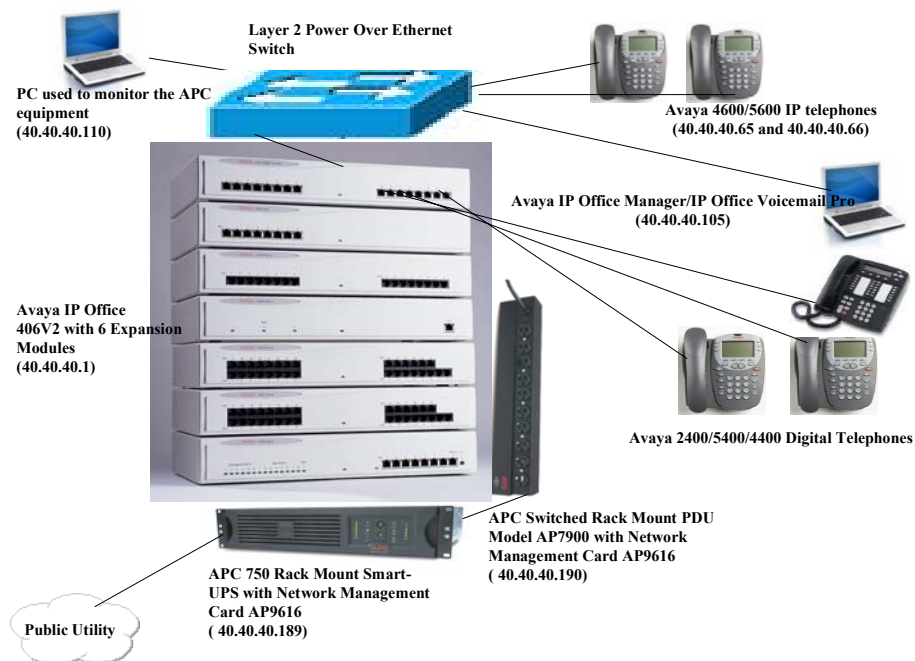 Layer 2 Power Over Ethernet
Switch
PC used to monitor the APC
equipment
(40.40.40.110)
Avaya 4600/5600 IP telephones
(40.40.40.65 and 40.40.40.66)
Avaya IP Office Manager/IP Office Voicemail Pro
(40.40.40.105)
Avaya IP Office
406V2 with 6 Expansion
Modules
(40.40.40.1)
Avaya 2400/5400/4400 Digital Telephones
APC Switched Rack Mount PDU
Model AP7900 with Network
Management Card AP9616
( 40.40.40.190)
APC 750 Rack Mount Smart-
UPS with Network Management
Card AP9616
( 40.40.40.189)
Public Utility